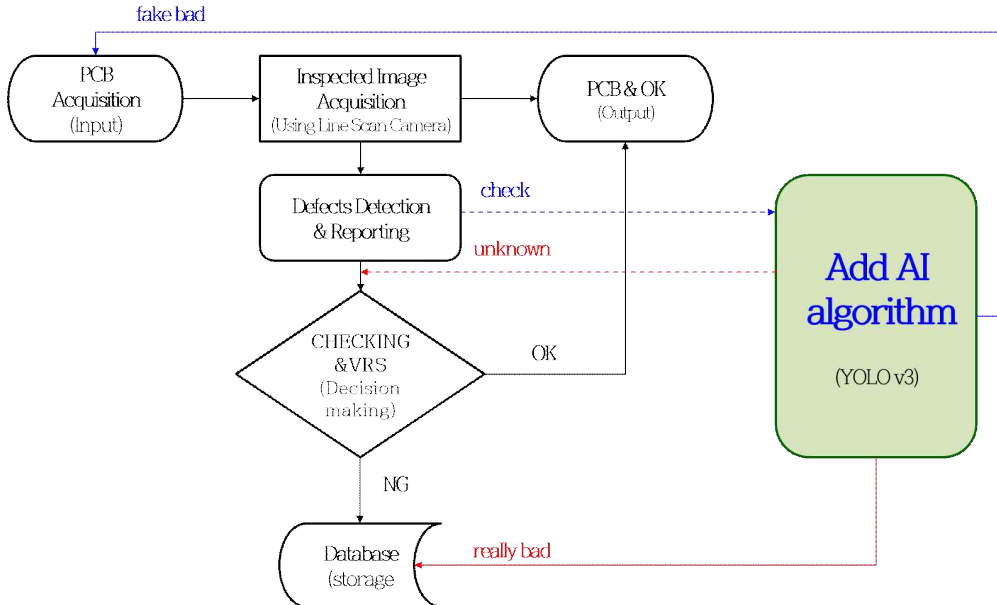 fake bad
PCB
Acquisition
(Input)
Inspected Image
Acquisition
(Using Line Scan Camera)
PCB & OK
(Output)
Defects Detection
& Reporting
check
unknown
Add AI
algorithm
(YOLO v3)
CHECKING
&VRS
(Decision
making)
OK
NG
Database
(storage
really bad